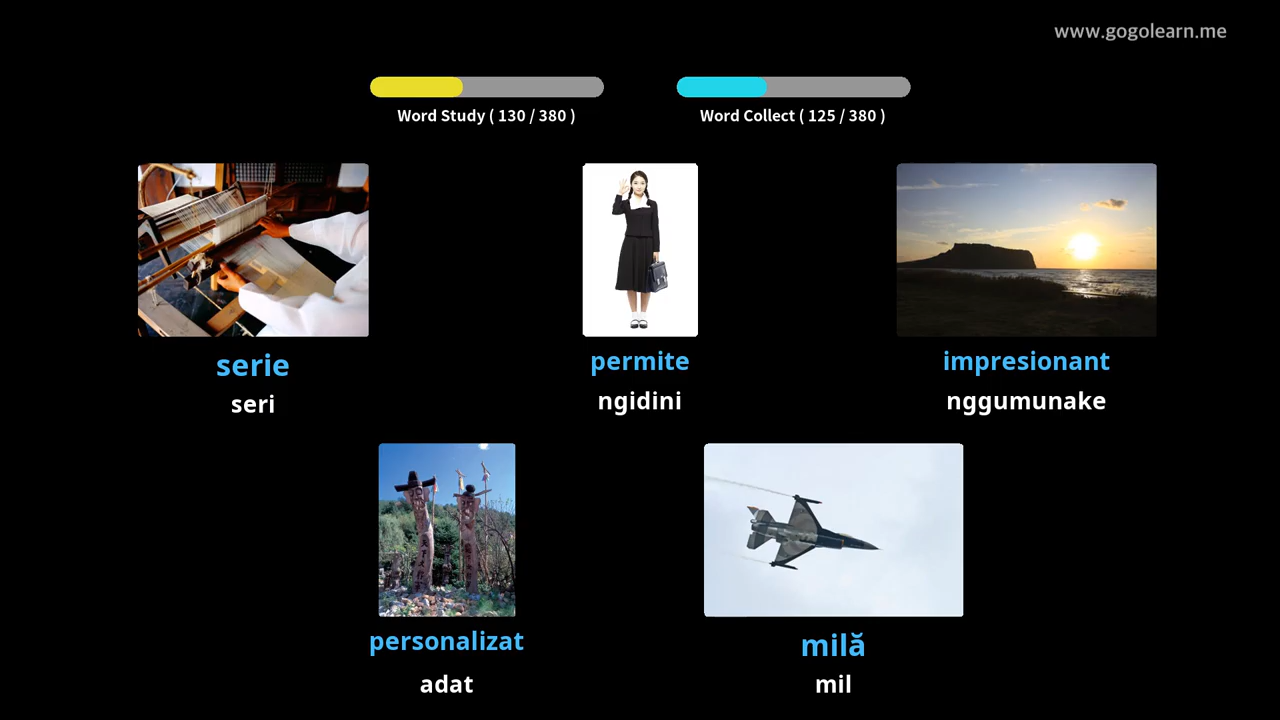 www.gogolearn.me
Word Study ( 130 / 380 )
Word Collect ( 125 / 380 )
serie
seri
permite
ngidini
impresionant
nggumunake
personalizat
adat
milă
mil